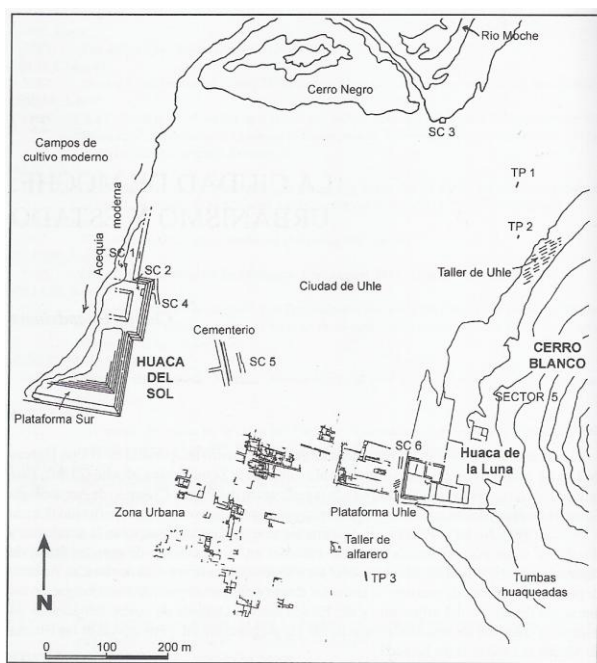 Río Moche
Cerro Negro
SC 3
Campos de
cultivo moderno
TP 1
Acequia
moderna
TP 2
SC 1
SC 2
Taller de Uhle
SC 4
Ciudad de Uhle
Cementerio
HUACA
DEL
SOL
SC 5
CERRO
BLANCO
SECTOR 5
Plataforma Sur
SC 6
Huaca de
la Luna
Zona Urbana
Plataforma Uhle
Taller de
alfarero
TP 3
Tumbas
huaqueadas
N
0 100 200 m